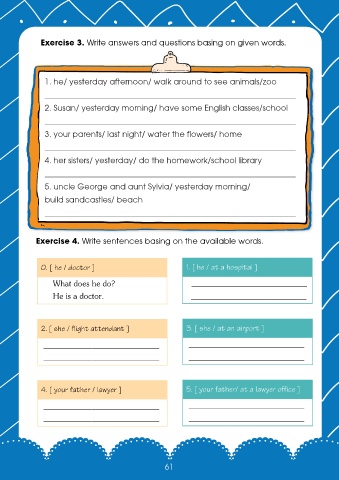 Exercise 3. Write answers and questions basing on given words.
1. he/ yesterday afternoon/ walk around to see animals/zoo
2. Susan/ yesterday morning/ have some English classes/school
3. your parents/ last night/ water the flowers/ home
4. her sisters/ yesterday/ do the homework/school library
5. uncle George and aunt Sylvia/ yesterday morning/
build sandcastles/ beach
Exercise 4. Write sentences basing on the available words.
0. [ he / doctor ]
What does he do?
He is a doctor.
1. [ he / at a hospital ]
2. [ she / flight attendant ]
3. [ she / at an airport ]
4. [ your father / lawyer ]
5. [ your father/ at a lawyer office ]
61